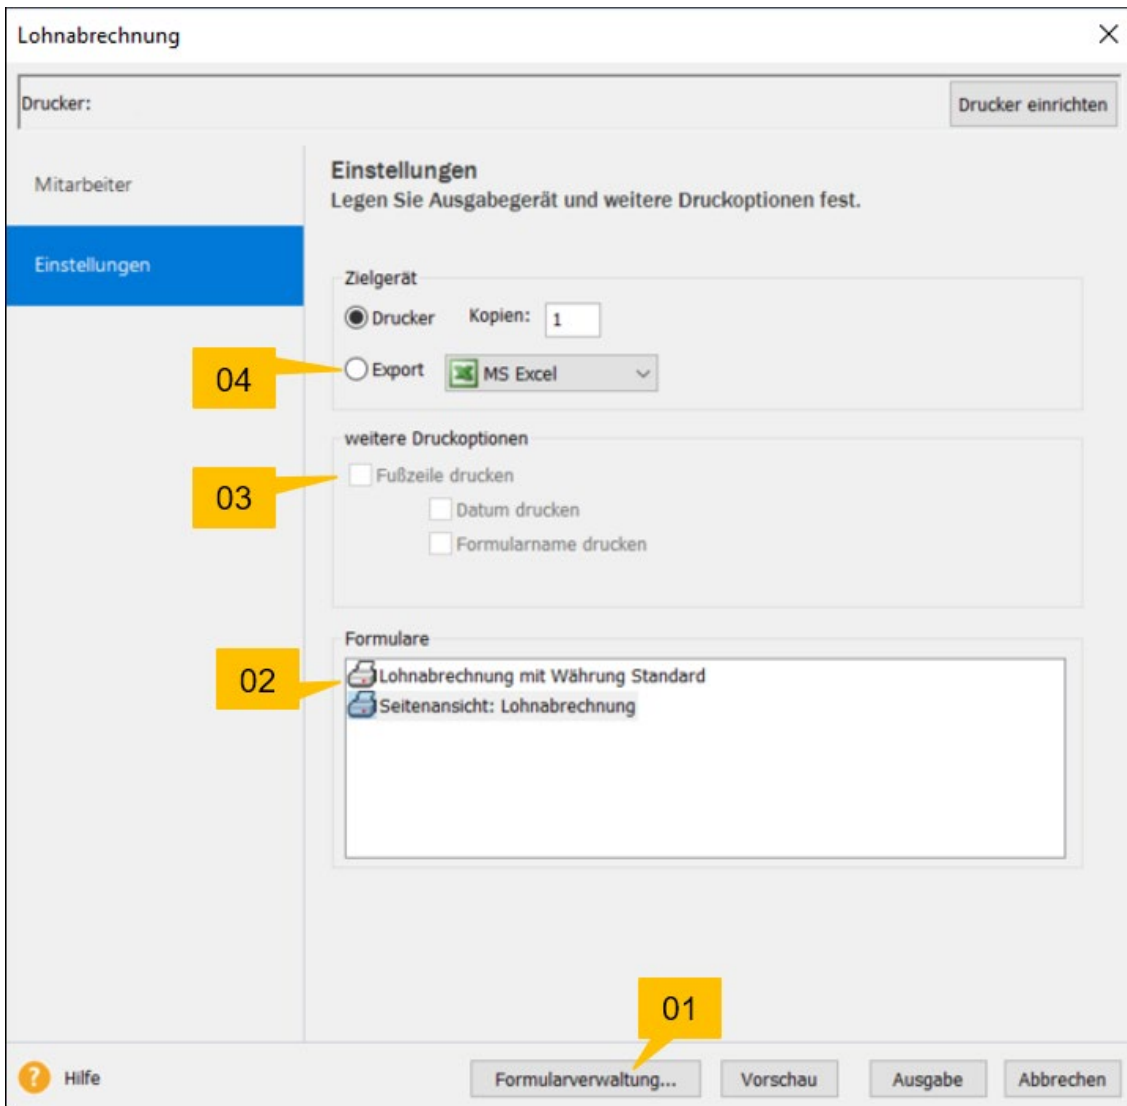 Lohnabrechnung
Drucker:
Drucker einrichten
Mitarbeiter
Einstellungen
Einstellungen
Legen Sie Ausgabegerät und weitere Druckoptionen fest.
Zielgerät
Drucker Kopien: 1
04
Export MS Excel
weitere Druckoptionen
03
Fußzeile drucken
Datum drucken
Formularname drucken
Formulare
02
Lohnabrechnung mit Währung Standard
Seitenansicht: Lohnabrechnung
01
? Hilfe Formularverwaltung... Vorschau Ausgabe Abbrechen